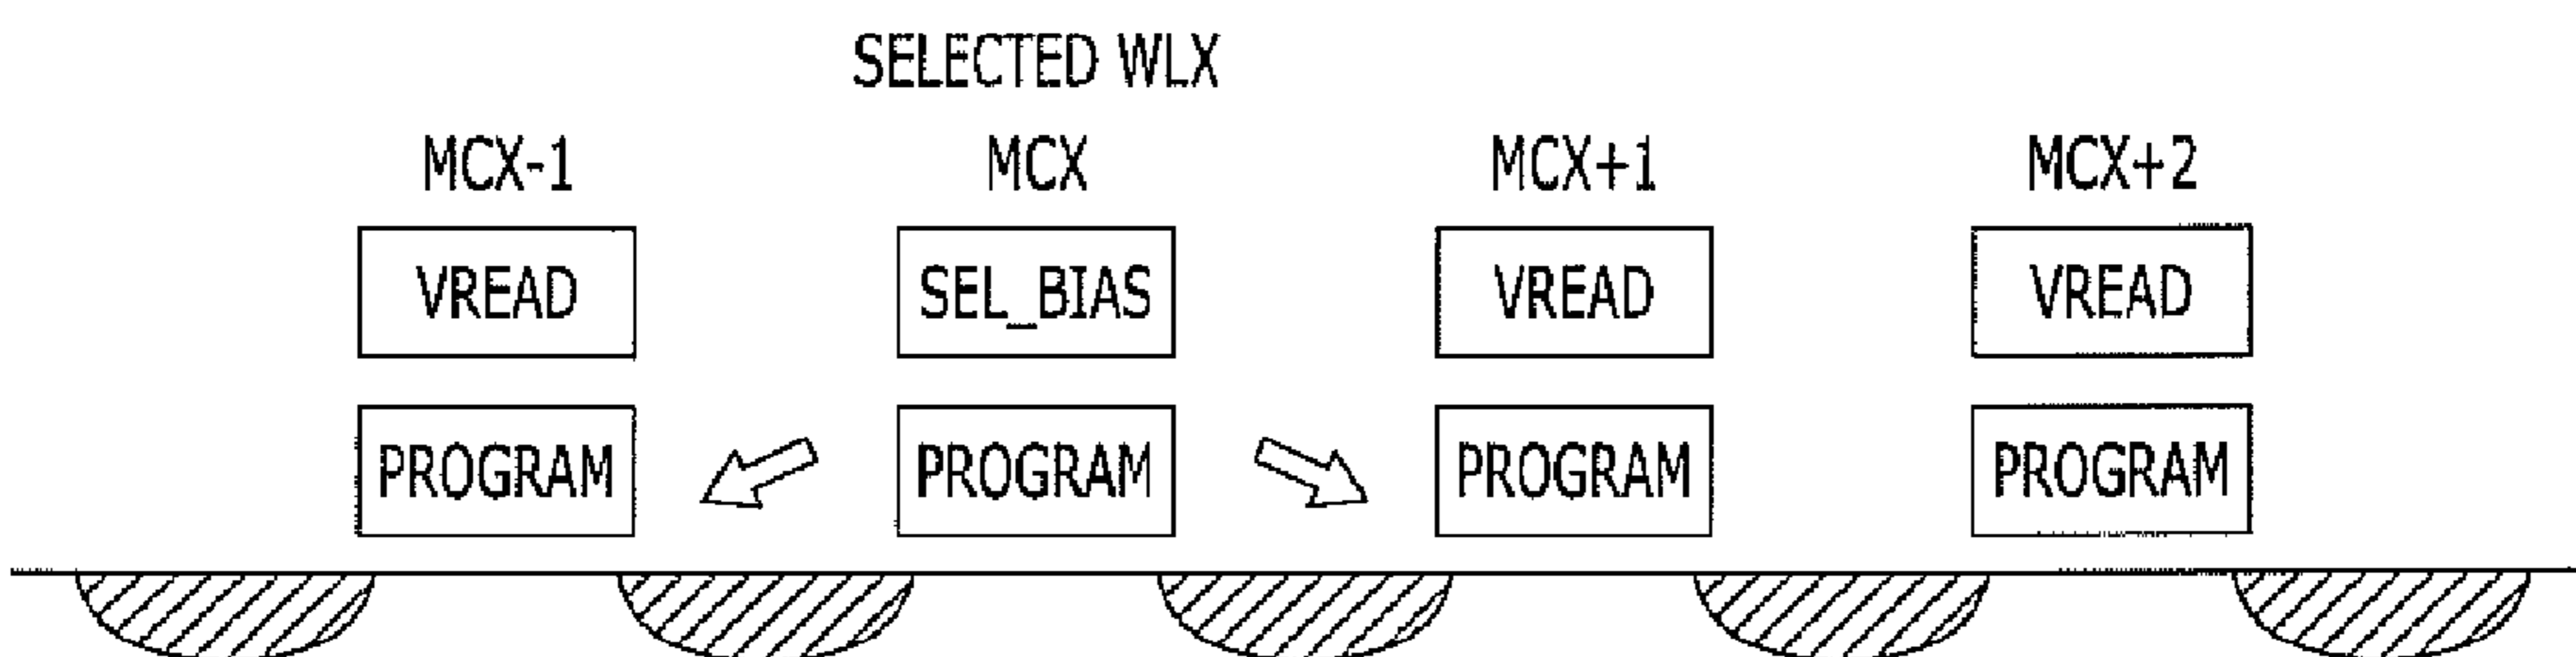 SELECTED WLX
MCX-1 MCX MCX+1 MCX+2
VREAD SEL_BIAS VREAD VREAD
PROGRAM PROGRAM PROGRAM PROGRAM